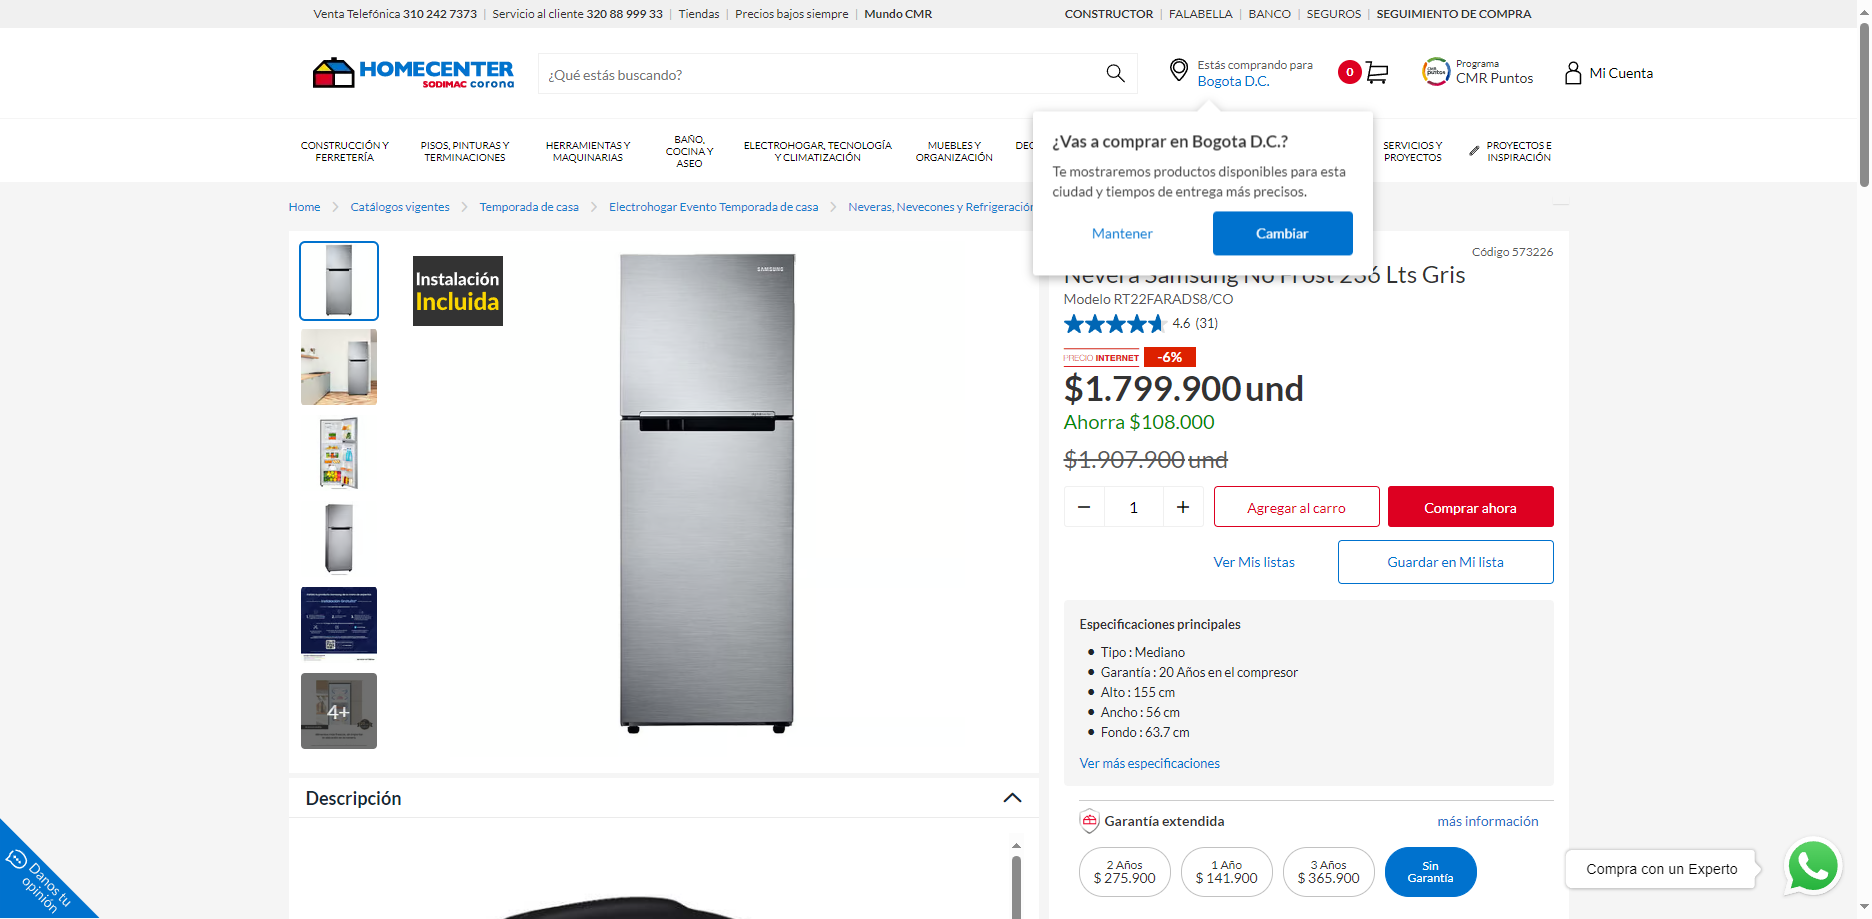 Venta Telefónica 310 242 7373 | Servicio al cliente 320 88 999 33 | Tiendas | Precios bajos siempre | Mundo CMR
CONSTRUCTOR | FALABELLA | BANCO | SEGUROS | SEGUIMIENTO DE COMPRA
HOMECENTER
SODIMAC corona
¿Qué estás buscando?
Estás comprando para
Bogota D.C.
0
Programa
CMR Puntos
Mi Cuenta
CONSTRUCCIÓN Y
FERRETERÍA
PISOS, PINTURAS Y
TERMINACIONES
HERRAMIENTAS Y
MAQUINARIAS
BAÑO,
COCINA Y
ASEO
ELECTROHOGAR, TECNOLOGÍA
Y CLIMATIZACIÓN
MUEBLES Y
ORGANIZACIÓN
DEC
SERVICIOS Y
PROYECTOS
PROYECTOS E
INSPIRACIÓN
¿Vas a comprar en Bogota D.C.?
Te mostraremos productos disponibles para esta
ciudad y tiempos de entrega más precisos.
Mantener
Cambiar
Home > Catálogos vigentes > Temporada de casa > Electrohogar Evento Temporada de casa > Neveras, Nevecones y Refrigeración
Instalación
Incluida
SAMSUNG
4+
Código 573226
Nevera Samsung No Frost 236 Lts Gris
Modelo RT22FARADS8/CO
4.6 (31)
PRECIO INTERNET
-6%
$1.799.900 und
Ahorra $108.000
$1.907.900 und
1
Agregar al carro
Comprar ahora
Ver Mis listas
Guardar en Mi lista
Especificaciones principales
Tipo : Mediano
Garantía : 20 Años en el compresor
Alto : 155 cm
Ancho : 56 cm
Fondo : 63.7 cm
Ver más especificaciones
Descripción
Garantía extendida
más información
2 Años
$ 275.900
1 Año
$ 141.900
3 Años
$ 365.900
Sin
Garantía
Danos tu
opinión
Compra con un Experto